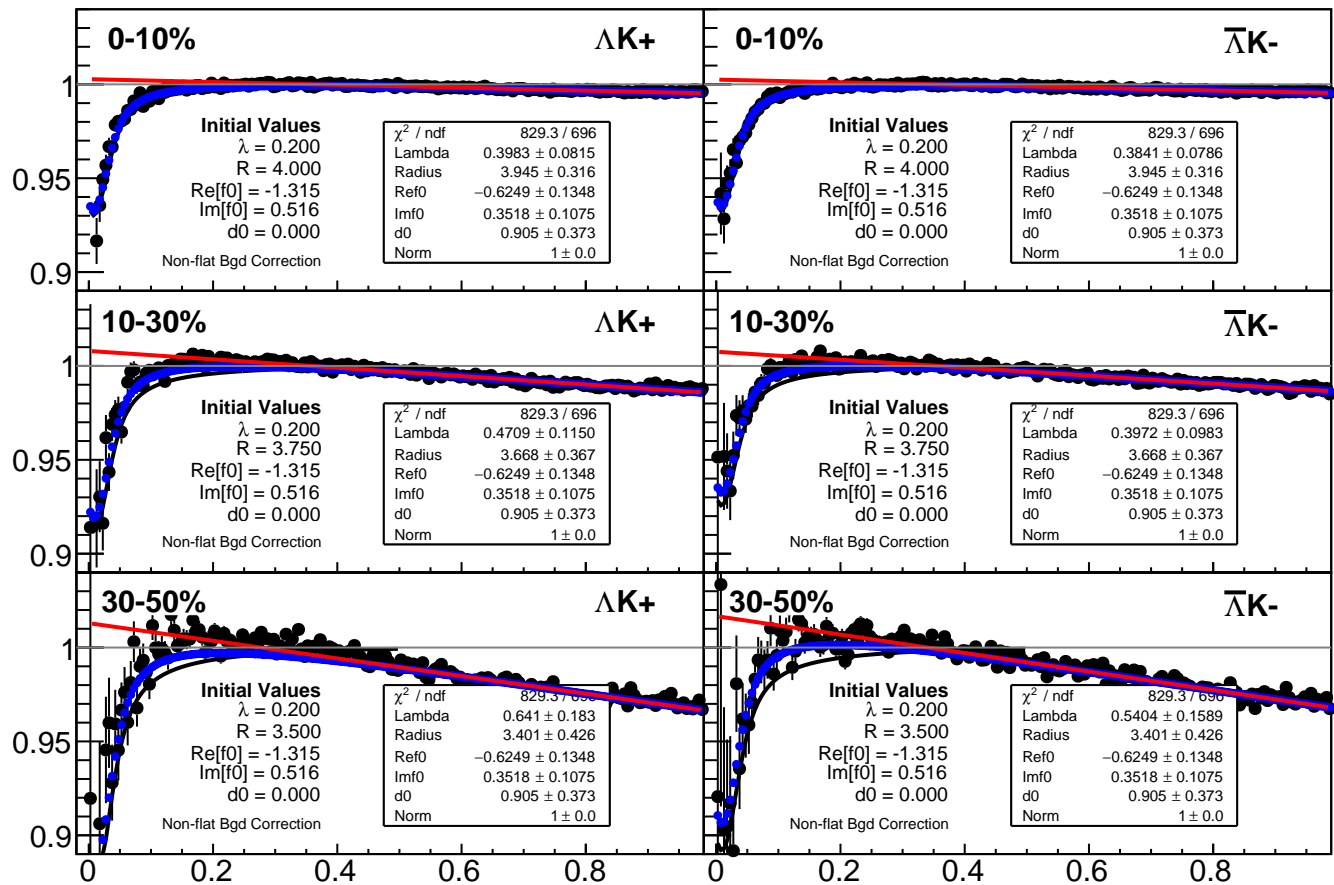 0-10% ΛK+
1
0.95
0.9
Initial Values
λ = 0.200
R = 4.000
Re[f0] = -1.315
Im[f0] = 0.516
d0 = 0.000
Non-flat Bgd Correction
χ² / ndf 829.3 / 696
Lambda 0.3983 ± 0.0815
Radius 3.945 ± 0.316
Ref0 −0.6249 ± 0.1348
Imf0 0.3518 ± 0.1075
d0 0.905 ± 0.373
Norm 1 ± 0.0
0-10% Λ̅K-
Initial Values
λ = 0.200
R = 4.000
Re[f0] = -1.315
Im[f0] = 0.516
d0 = 0.000
Non-flat Bgd Correction
χ² / ndf 829.3 / 696
Lambda 0.3841 ± 0.0786
Radius 3.945 ± 0.316
Ref0 −0.6249 ± 0.1348
Imf0 0.3518 ± 0.1075
d0 0.905 ± 0.373
Norm 1 ± 0.0
10-30% ΛK+
1
0.95
0.9
Initial Values
λ = 0.200
R = 3.750
Re[f0] = -1.315
Im[f0] = 0.516
d0 = 0.000
Non-flat Bgd Correction
χ² / ndf 829.3 / 696
Lambda 0.4709 ± 0.1150
Radius 3.668 ± 0.367
Ref0 −0.6249 ± 0.1348
Imf0 0.3518 ± 0.1075
d0 0.905 ± 0.373
Norm 1 ± 0.0
10-30% Λ̅K-
Initial Values
λ = 0.200
R = 3.750
Re[f0] = -1.315
Im[f0] = 0.516
d0 = 0.000
Non-flat Bgd Correction
χ² / ndf 829.3 / 696
Lambda 0.3972 ± 0.0983
Radius 3.668 ± 0.367
Ref0 −0.6249 ± 0.1348
Imf0 0.3518 ± 0.1075
d0 0.905 ± 0.373
Norm 1 ± 0.0
30-50% ΛK+
1
0.95
0.9
Initial Values
λ = 0.200
R = 3.500
Re[f0] = -1.315
Im[f0] = 0.516
d0 = 0.000
Non-flat Bgd Correction
χ² / ndf 829.3 / 696
Lambda 0.641 ± 0.183
Radius 3.401 ± 0.426
Ref0 −0.6249 ± 0.1348
Imf0 0.3518 ± 0.1075
d0 0.905 ± 0.373
Norm 1 ± 0.0
0 0.2 0.4 0.6 0.8
30-50% Λ̅K-
Initial Values
λ = 0.200
R = 3.500
Re[f0] = -1.315
Im[f0] = 0.516
d0 = 0.000
Non-flat Bgd Correction
χ² / ndf 829.3 / 696
Lambda 0.5404 ± 0.1589
Radius 3.401 ± 0.426
Ref0 −0.6249 ± 0.1348
Imf0 0.3518 ± 0.1075
d0 0.905 ± 0.373
Norm 1 ± 0.0
0 0.2 0.4 0.6 0.8